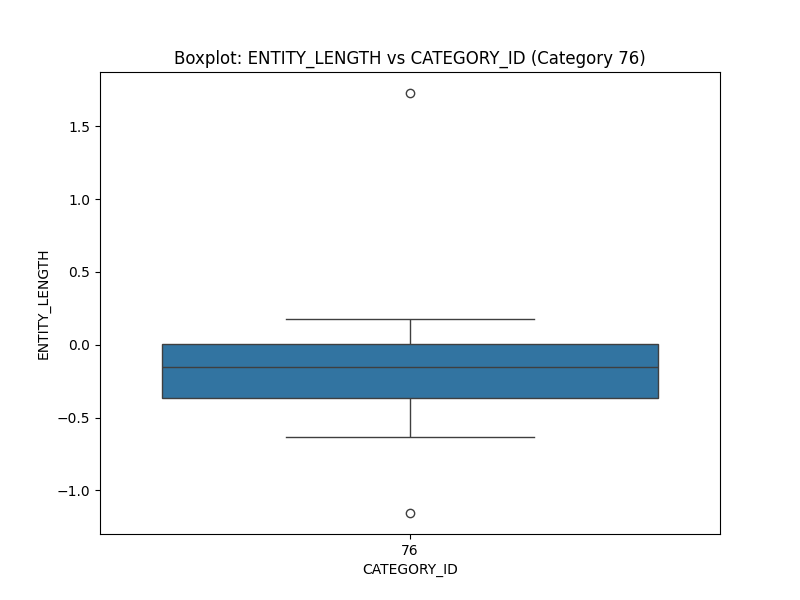 Boxplot: ENTITY_LENGTH vs CATEGORY_ID (Category 76)
1.5
1.0
0.5
0.0
−0.5
−1.0
ENTITY_LENGTH
76
CATEGORY_ID